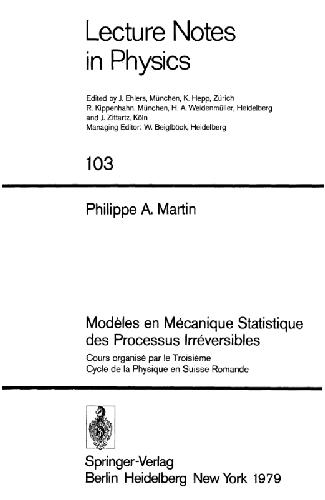 Lecture Notes
in Physics
Edited by J. Ehlers, München, K. Hepp, Zürich
R. Kippenhahn, München, H. A. Weidenmüller, Heidelberg
and J. Zittartz, Köln
Managing Editor: W. Beiglböck, Heidelberg
103
Philippe A. Martin
Modèles en Mécanique Statistique
des Processus Irréversibles
Cours organisé par le Troisième
Cycle de la Physique en Suisse Romande
Springer-Verlag
Berlin Heidelberg New York 1979